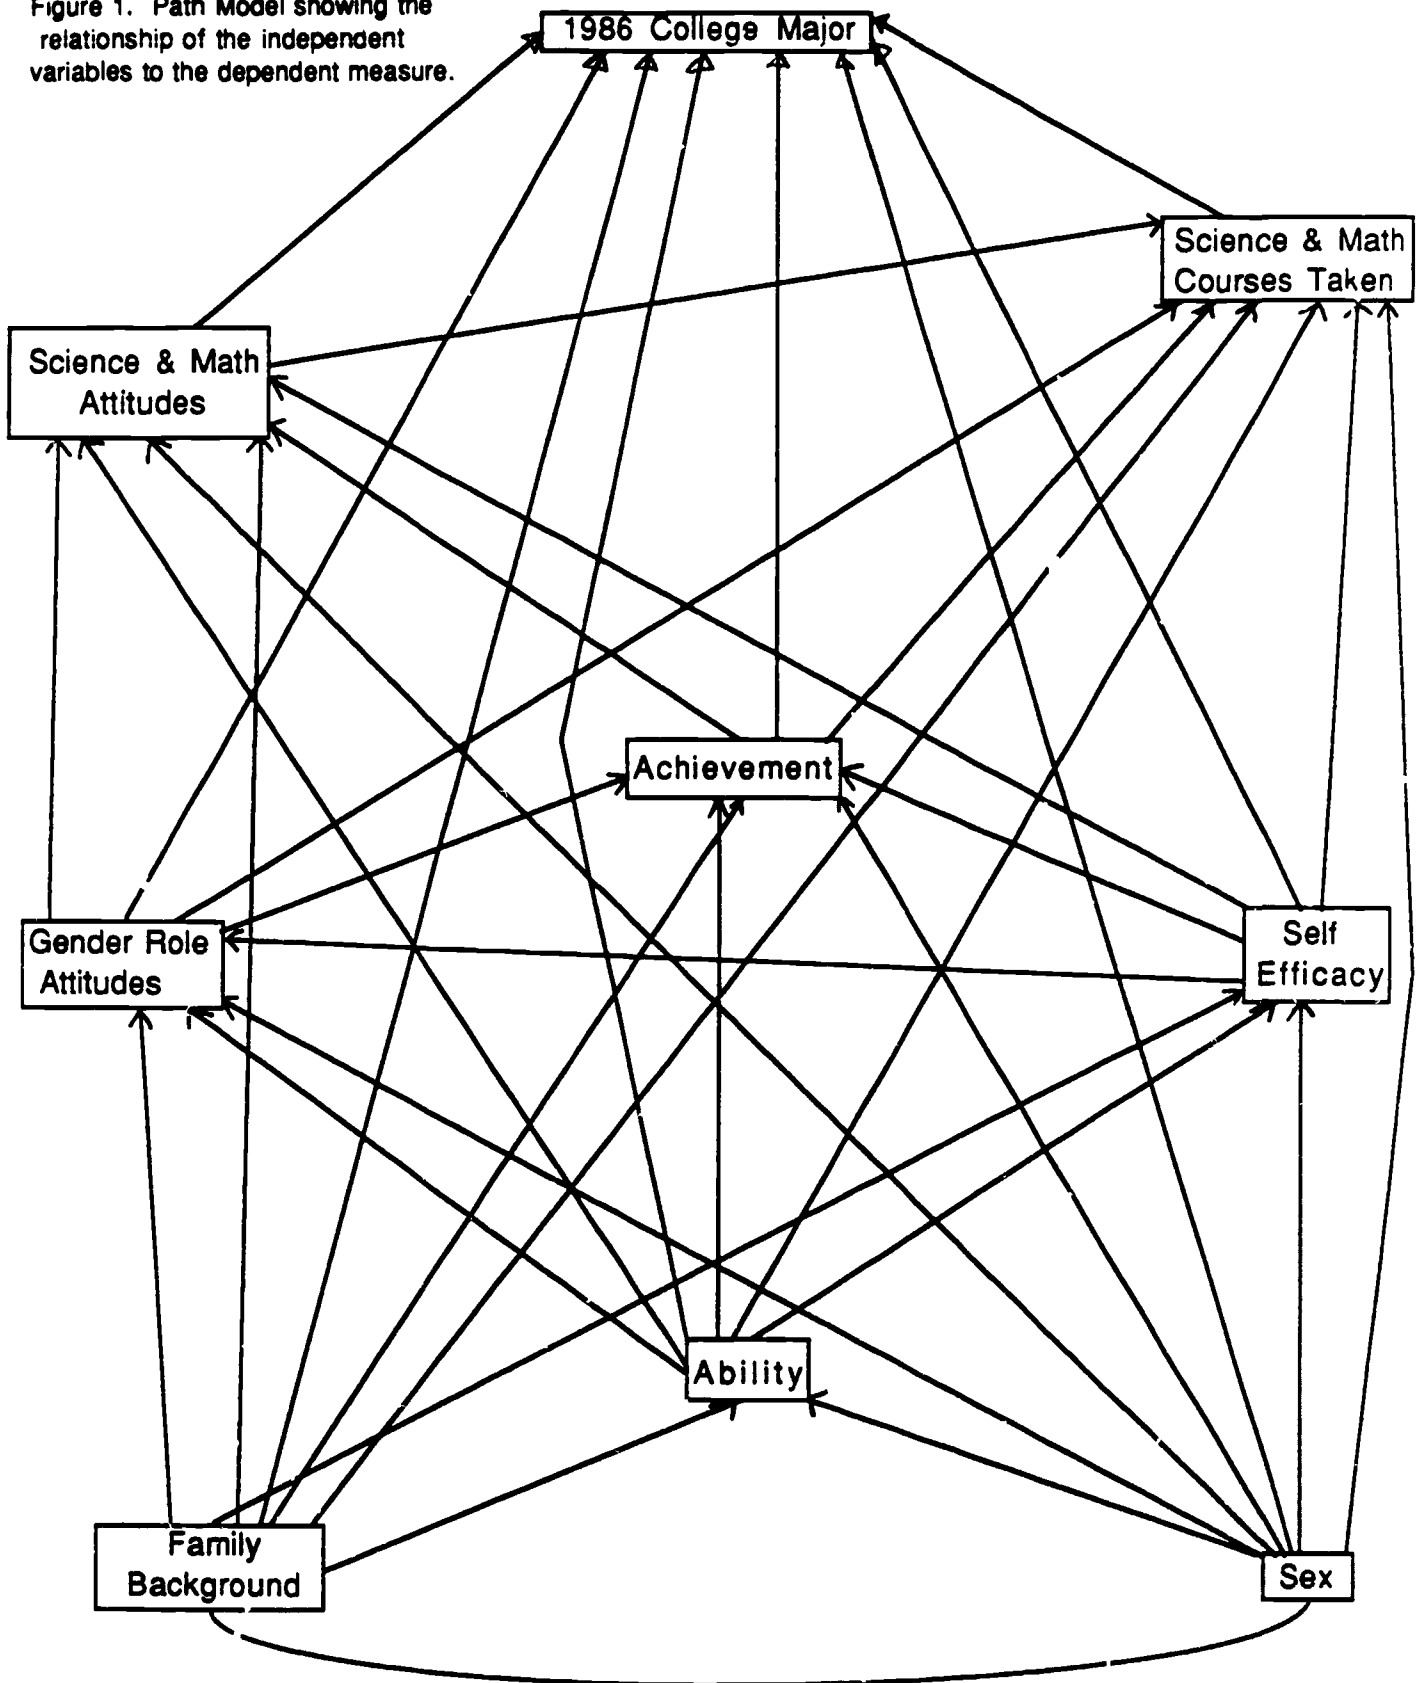 Figure 1. Path Model showing the
relationship of the independent
variables to the dependent measure.
1986 College Major
Science & Math
Courses Taken
Science & Math
Attitudes
Achievement
Gender Role
Attitudes
Self
Efficacy
Ability
Family
Background
Sex